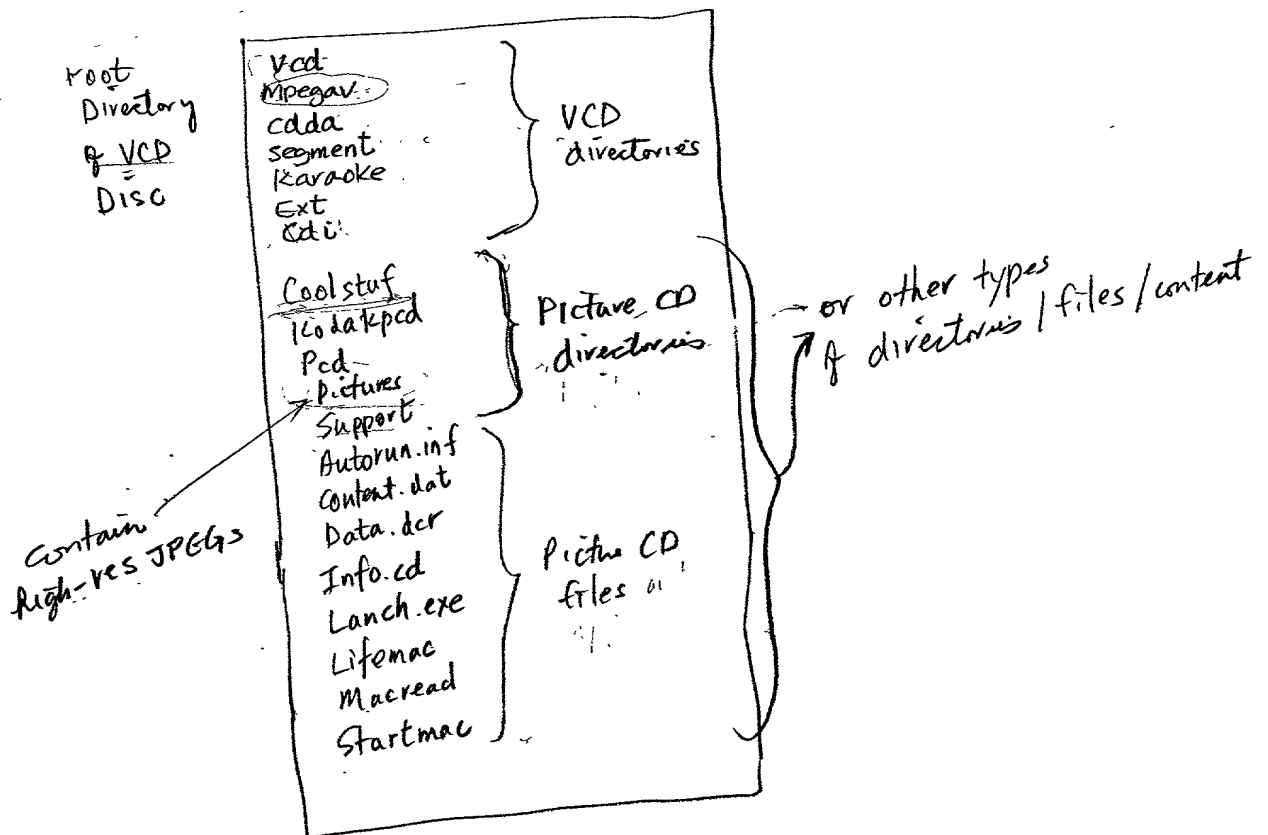 root
Directory
of VCD
DISC
Vcd
Mpegav
cdda
segment
Karaoke
Ext
Cdi
VCD
directories
Coolstuf
Kodakpcd
Pcd
Pictures
Support
Picture CD
directories
or other types
of directories / files / content
Contain
high-res JPEGs
Autorun.inf
Content.dat
Data.dcr
Info.cd
Lanch.exe
Lifemac
Macread
Startmac
Picture CD
files